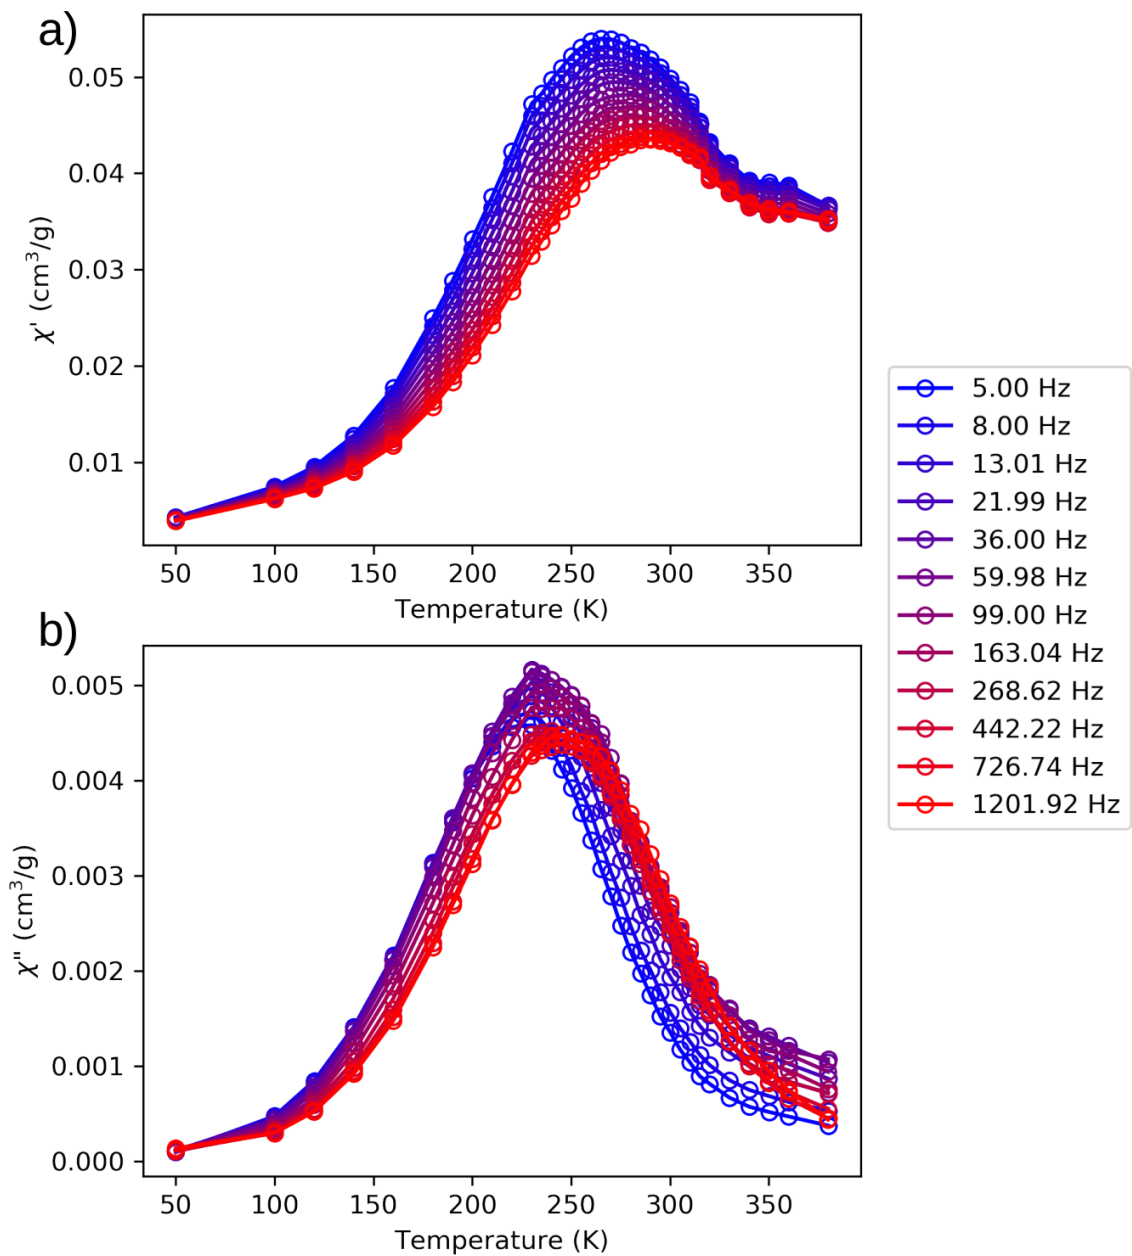 a)
0.05
0.04
0.03
0.02
0.01
χ' (cm³/g)
50 100 150 200 250 300 350
Temperature (K)
b)
0.005
0.004
0.003
0.002
0.001
0.000
χ" (cm³/g)
50 100 150 200 250 300 350
Temperature (K)
5.00 Hz
8.00 Hz
13.01 Hz
21.99 Hz
36.00 Hz
59.98 Hz
99.00 Hz
163.04 Hz
268.62 Hz
442.22 Hz
726.74 Hz
1201.92 Hz